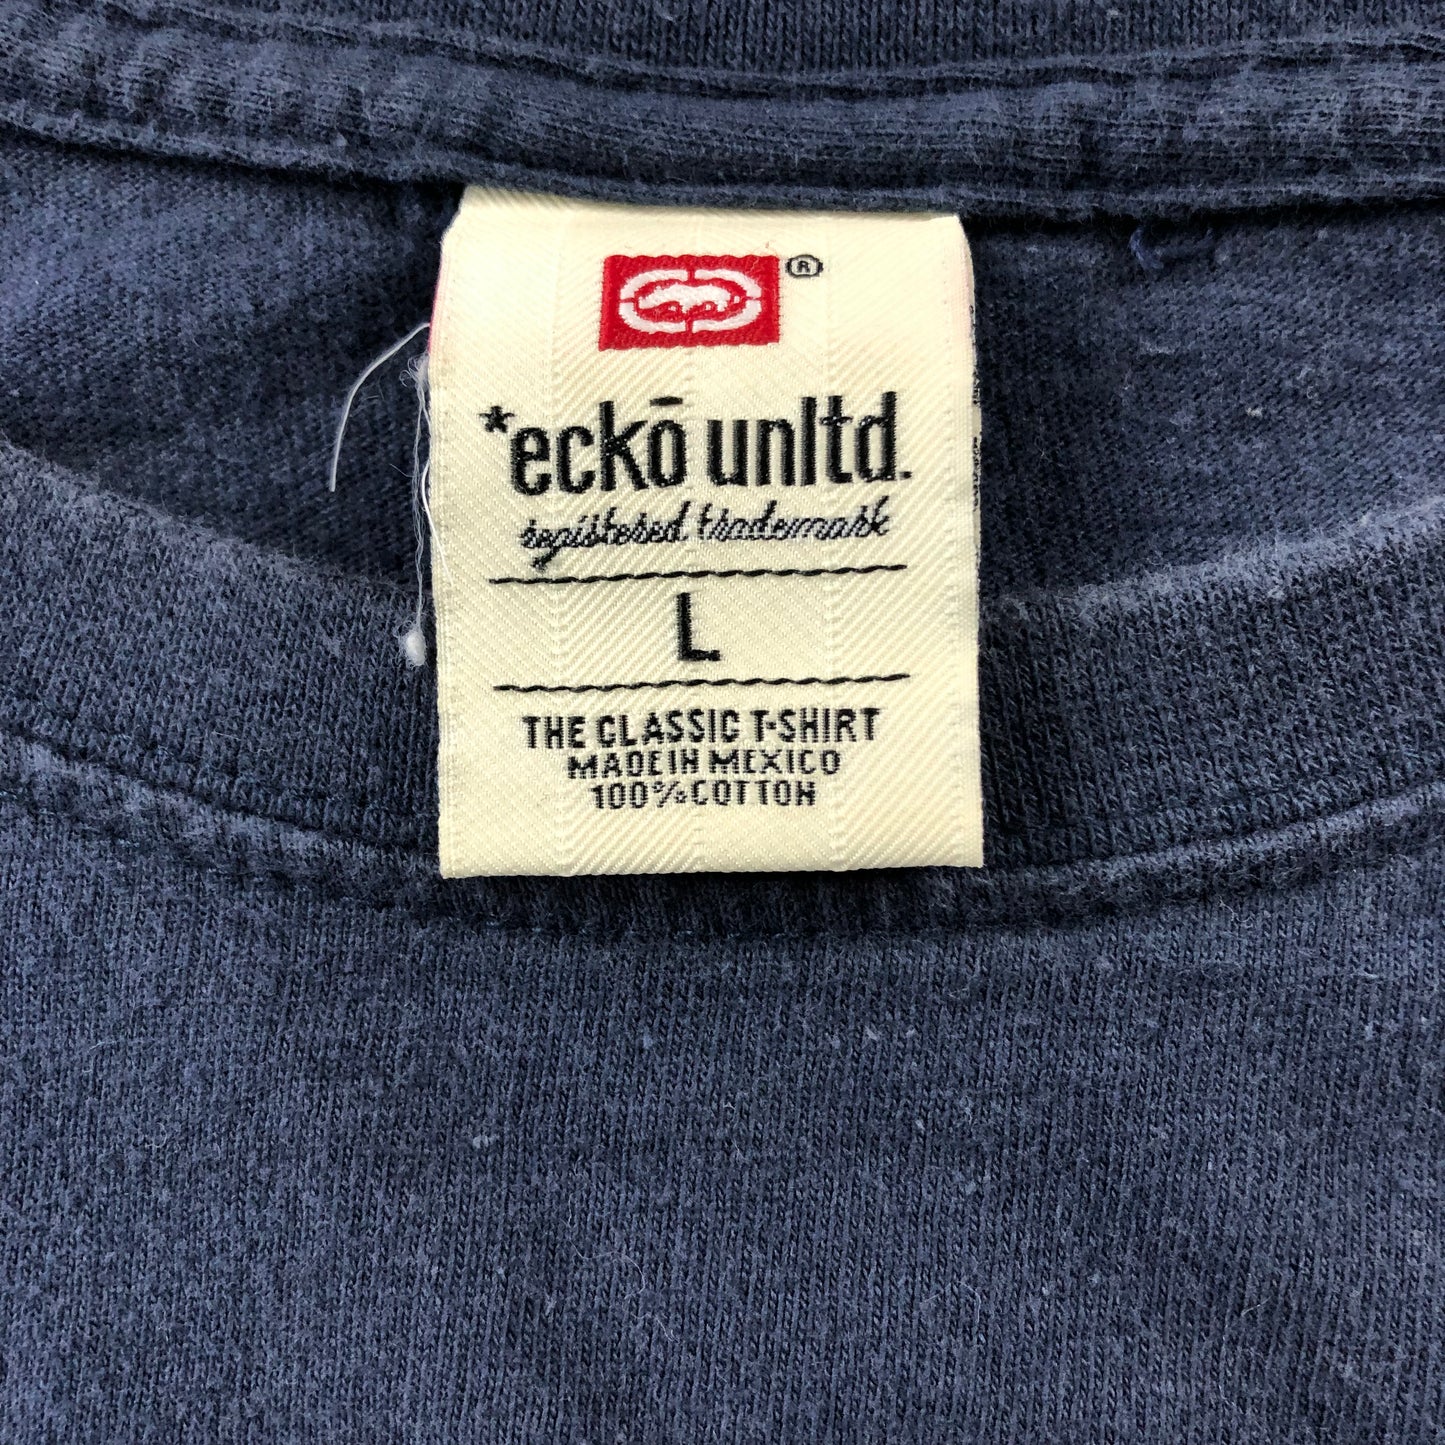 ®
*eckō unltd.
registered trademark
L
THE CLASSIC T-SHIRT
MADE IN MEXICO
100% COTTON